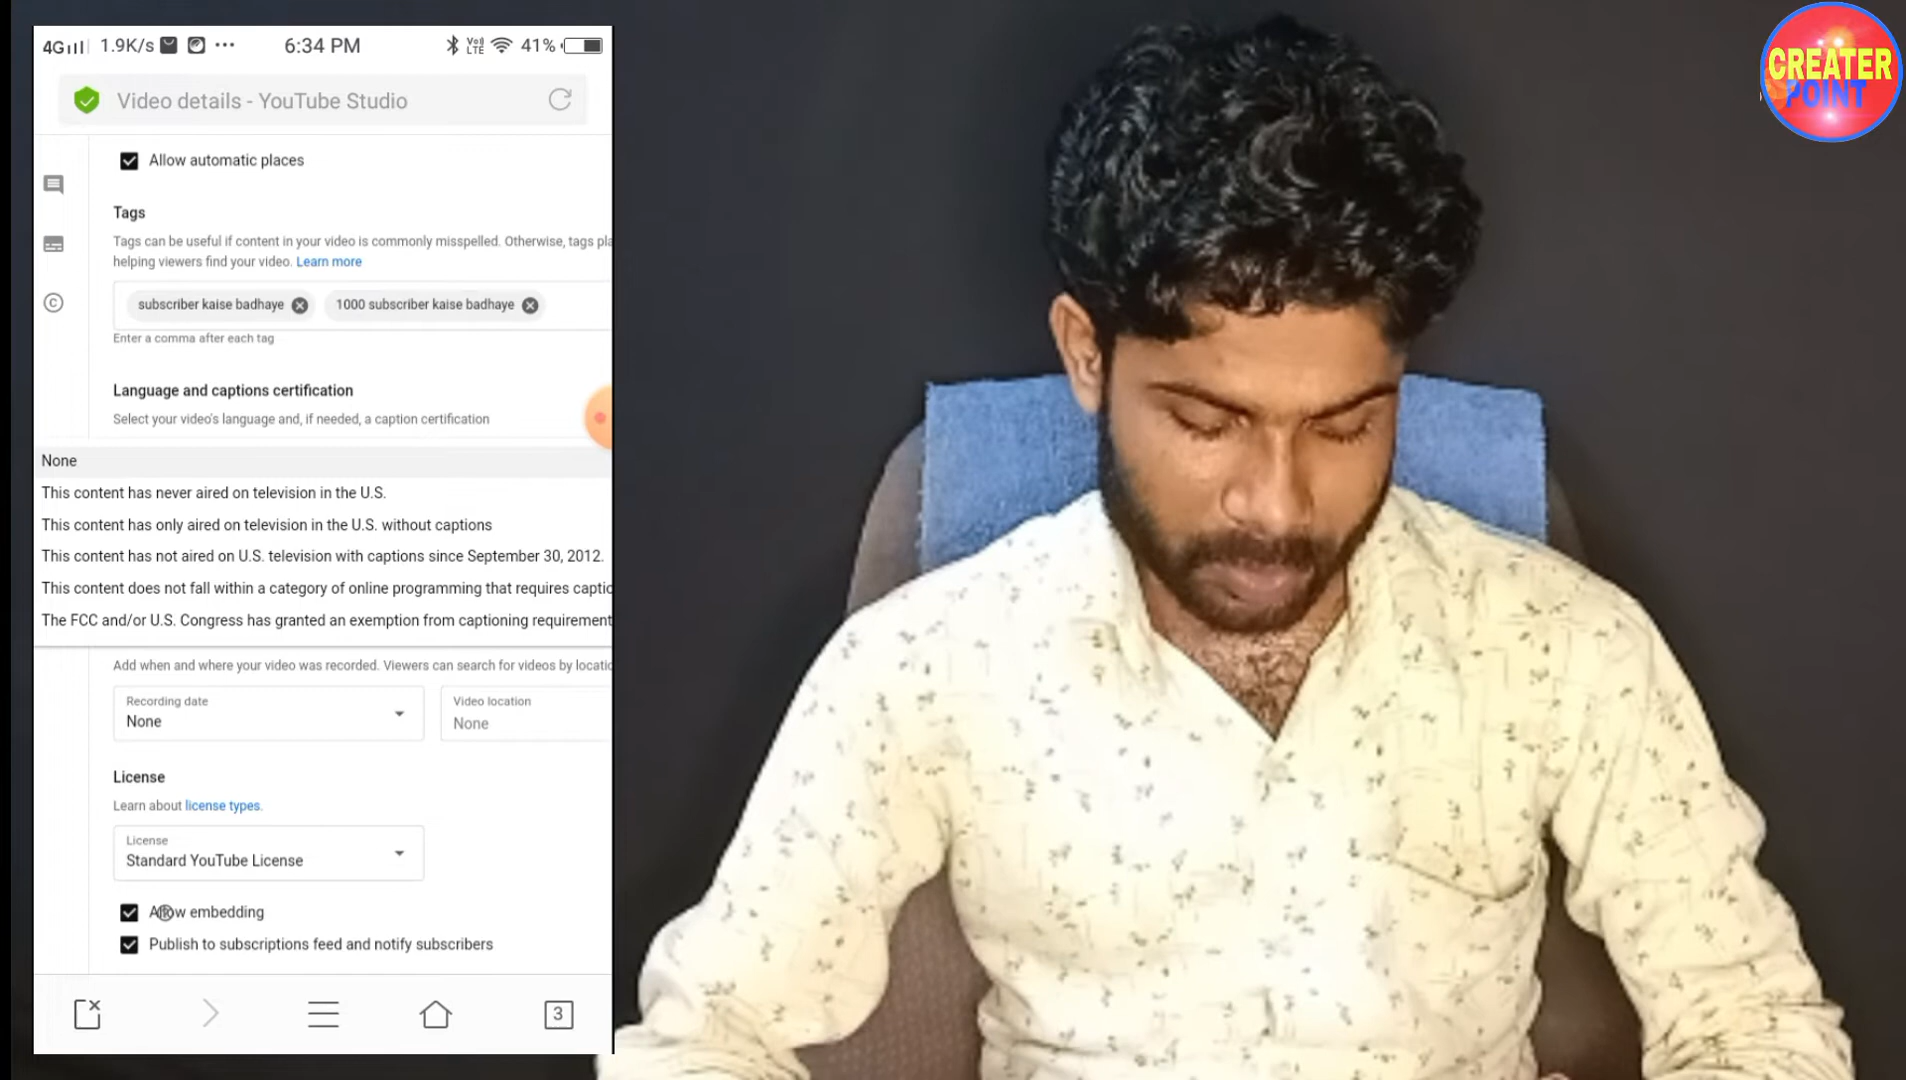 4G 1.9K/s ... 6:34 PM VoLTE 41%
Video details - YouTube Studio
Allow automatic places
Tags
Tags can be useful if content in your video is commonly misspelled. Otherwise, tags
helping viewers find your video. Learn more
subscriber kaise badhaye 1000 subscriber kaise badhaye
Enter a comma after each tag
Language and captions certification
Select your video's language and, if needed, a caption certification
None
This content has never aired on television in the U.S.
This content has only aired on television in the U.S. without captions
This content has not aired on U.S. television with captions since September 30, 2012.
This content does not fall within a category of online programming that requires captio
The FCC and/or U.S. Congress has granted an exemption from captioning requirement
Add when and where your video was recorded. Viewers can search for videos by locatio
Recording date
None
Video location
None
License
Learn about license types.
License
Standard YouTube License
Allow embedding
Publish to subscriptions feed and notify subscribers
3
CREATER
POINT